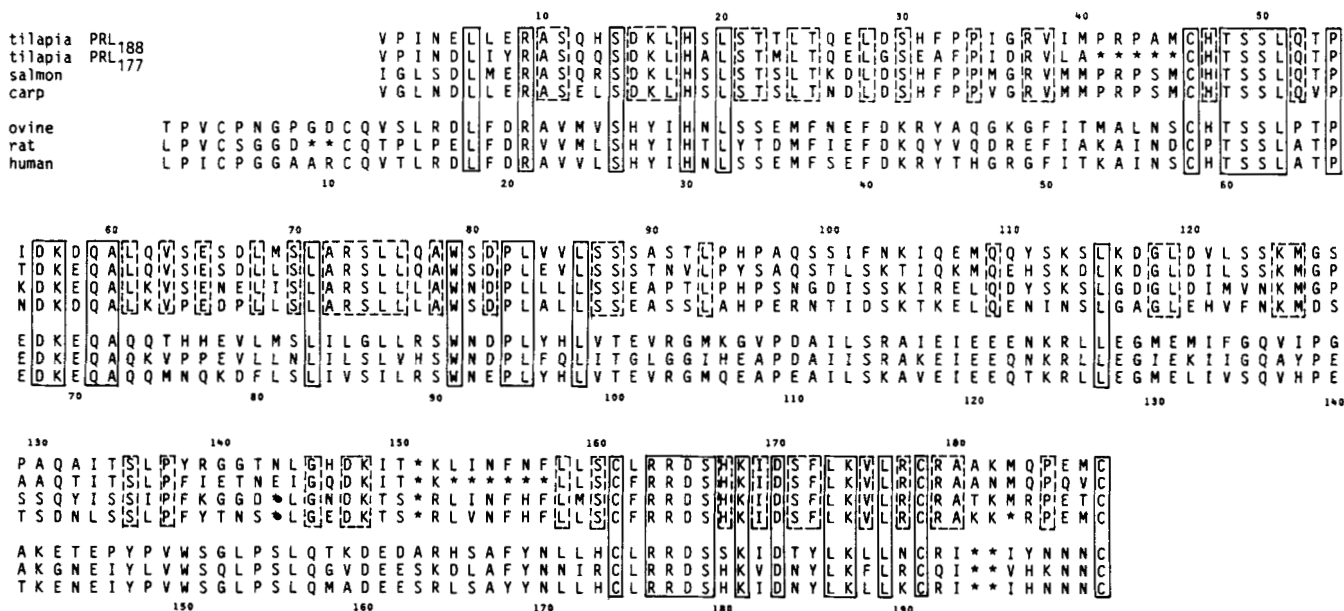 10 20 30 40 50
tilapia PRL188 V P I N E L L E R A S Q H S D K L H S L S T T L T Q E L D S H F P P I G R V I M P R P A M C H T S S L Q T P
tilapia PRL177 V P I N D L I Y R A S Q Q S D K L H A L S T M L T Q E L G S E A F P I D R V L A * * * * * C H T S S L Q T P
salmon I G L S D L M E R A S Q R S D K L H S L S T S L T K D L D S H F P P M G R V M M P R P S M C H T S S L Q T P
carp V G L N D L L E R A S E L S D K L H S L S T S L T N D L D S H F P P V G R V M M P R P S M C H T S S L Q V P
ovine T P V C P N G P G D C Q V S L R D L F D R A V M V S H Y I H N L S S E M F N E F D K R Y A Q G K G F I T M A L N S C H T S S L P T P
rat L P V C S G G D * * C Q T P L P E L F D R V V M L S H Y I H T L Y T D M F I E F D K Q Y V Q D R E F I A K A I N D C P T S S L A T P
human L P I C P G G A A R C Q V T L R D L F D R A V V L S H Y I H N L S S E M F S E F D K R Y T H G R G F I T K A I N S C H T S S L A T P
10 20 30 40 50 60
60 70 80 90 100 110 120
I D K D Q A L Q V S E S D L M S L A R S L L Q A W S D P L V V L S S S A S T L P H P A Q S S I F N K I Q E M Q Q Y S K S L K D G L D V L S S K M G S
T D K E Q A L Q V S E S D L L S L A R S L L Q A W S D P L E V L S S S T N V L P Y S A Q S T L S K T I Q K M Q E H S K D L K D G L D I L S S K M G P
K D K E Q A L K V S E N E L I S L A R S L L L A W N D P L L L L S S E A P T L P H P S N G D I S S K I R E L Q D Y S K S L G D G L D I M V N K M G P
N D K D Q A L K V P E D P L L S L A R S L L L A W S D P L A L L S S E A S S L A H P E R N T I D S K T K E L Q E N I N S L G A G L E H V F N K M D S
E D K E Q A Q Q T H H E V L M S L I L G L L R S W N D P L Y H L V T E V R G M K G V P D A I L S R A I E I E E E N K R L L E G M E M I F G Q V I P G
E D K E Q A Q K V P P E V L L N L I L S L V H S W N D P L F Q L I T G L G G I H E A P D A I I S R A K E I E E Q N K R L L E G I E K I I G Q A Y P E
E D K E Q A Q Q M N Q K D F L S L I V S I L R S W N E P L Y H L V T E V R G M Q E A P E A I L S K A V E I E E Q T K R L L E G M E L I V S Q V H P E
70 80 90 100 110 120 130 140
130 140 150 160 170 180
P A Q A I T S L P Y R G G T N L G H D K I T * K L I N F N F L L S C L R R D S H K I D S F L K V L R C R A A K M Q P E M C
A A Q T I T S L P F I E T N E I G Q D K I T * K * * * * * * L L S C F R R D S H K I D S F L K V L R C R A A N M Q P Q V C
S S Q Y I S S I P F K G G D • L G N D K T S * R L I N F H F L M S C F R R D S H K I D S F L K V L R C R A T K M R P E T C
T S D N L S S L P F Y T N S • L G E D K T S * R L V N F H F L L S C F R R D S H K I D S F L K V L R C R A K K * R P E M C
A K E T E P Y P V W S G L P S L Q T K D E D A R H S A F Y N L L H C L R R D S S K I D T Y L K L L N C R I * * I Y N N N C
A K G N E I Y L V W S Q L P S L Q G V D E E S K D L A F Y N N I R C L R R D S H K V D N Y L K F L R C Q I * * V H K N N C
T K E N E I Y P V W S G L P S L Q M A D E E S R L S A Y Y N L L H C L R R D S H K I D N Y L K L L K C R I * * I H N N N C
150 160 170 180 190